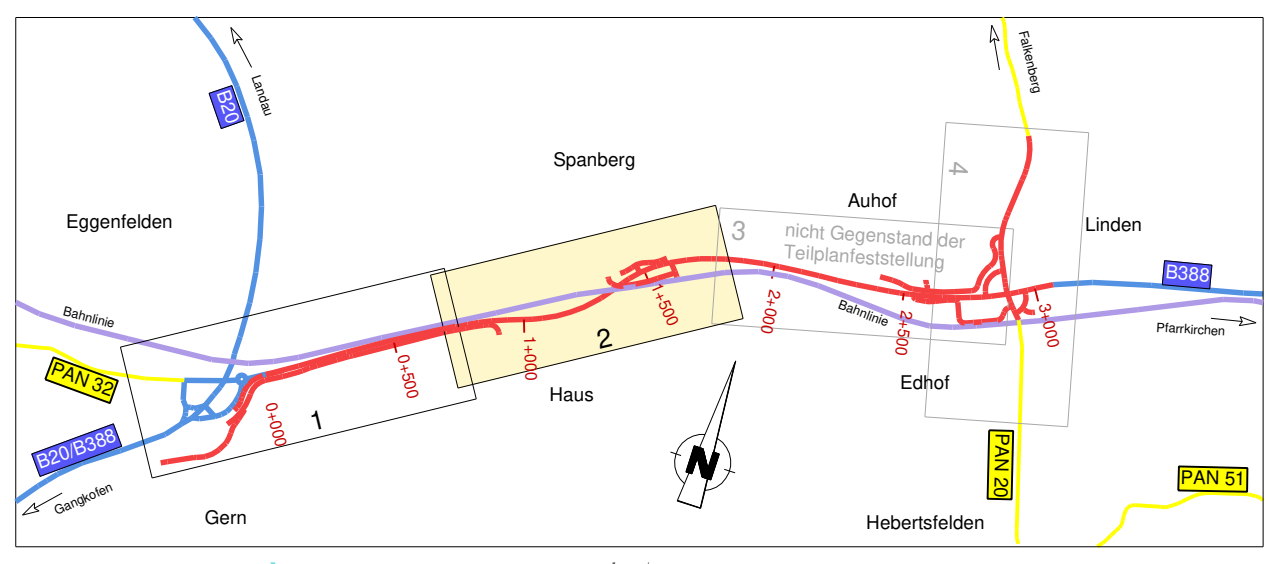 Falkenberg
Landau
B20
Spanberg
4
Eggenfelden
Auhof
Linden
3
nicht Gegenstand der
Teilplanfeststellung
B388
Bahnlinie
1+500
2+000
Bahnlinie
2+500
3+000
Pfarrkirchen
2
1+000
0+500
PAN 32
Haus
Edhof
0+000
1
B20/B388
N
PAN 20
PAN 51
Gangkofen
Gern
Hebertsfelden